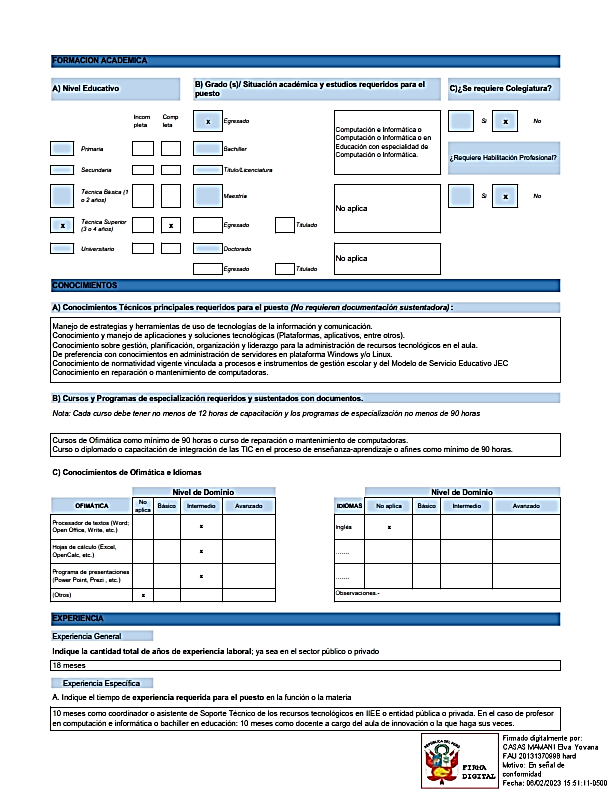 FORMACION ACADEMICA
A) Nivel Educativo
B) Grado (s)/ Situación académica y estudios requeridos para el
puesto
C)¿Se requiere Colegiatura?
Incom
pleta
Comp
leta
x Egresado
Computación e Informática o
Computación o Informática o en
Educación con especialidad de
Computación o Informática.
Si x No
Primaria
Bachiller
¿Requiere Habilitación Profesional?
Secundaria
Título/Licenciatura
Técnica Básica (1
o 2 años)
Maestría
No aplica
Si x No
x Técnica Superior
(3 o 4 años)
x
Egresado Titulado
Universitario
Doctorado
No aplica
Egresado Titulado
CONOCIMIENTOS
A) Conocimientos Técnicos principales requeridos para el puesto (No requieren documentación sustentadora) :
Manejo de estrategias y herramientas de uso de tecnologías de la información y comunicación.
Conocimiento y manejo de aplicaciones y soluciones tecnológicas (Plataformas, aplicativos, entre otros).
Conocimiento sobre gestión, planificación, organización y liderazgo para la administración de recursos tecnológicos en el aula.
De preferencia con conocimientos en administración de servidores en plataforma Windows y/o Linux.
Conocimiento de normatividad vigente vinculada a procesos e instrumentos de gestión escolar y del Modelo de Servicio Educativo JEC
Conocimiento en reparación o mantenimiento de computadoras.
B) Cursos y Programas de especialización requeridos y sustentados con documentos.
Nota: Cada curso debe tener no menos de 12 horas de capacitación y los programas de especialización no menos de 90 horas
Cursos de Ofimática como mínimo de 90 horas o curso de reparación o mantenimiento de computadoras.
Curso o diplomado o capacitación de integración de las TIC en el proceso de enseñanza-aprendizaje o afines como mínimo de 90 horas.
C) Conocimientos de Ofimática e Idiomas
Nivel de Dominio
OFIMÁTICA No aplica Básico Intermedio Avanzado
Procesador de textos (Word;
Open Office, Write, etc.) x
Hojas de cálculo (Excel,
OpenCalc, etc.) x
Programa de presentaciones
(Power Point, Prezi , etc.) x
(Otros) x
Nivel de Dominio
IDIOMAS No aplica Básico Intermedio Avanzado
Inglés x
.......
.......
Observaciones.-
EXPERIENCIA
Experiencia General
Indique la cantidad total de años de experiencia laboral; ya sea en el sector público o privado
18 meses
Experiencia Específica
A. Indique el tiempo de experiencia requerida para el puesto en la función o la materia
10 meses como coordinador o asistente de Soporte Técnico de los recursos tecnológicos en IIEE o entidad pública o privada. En el caso de profesor
en computación e informática o bachiller en educación: 10 meses como docente a cargo del aula de innovación o la que haga sus veces.
REPÚBLICA DEL PERÚ
FIRMA
DIGITAL
Firmado digitalmente por:
CASAS MAMANI Elva Yovana
FAU 20131370998 hard
Motivo: En señal de
conformidad
Fecha: 06/02/2023 15:51:11-0500